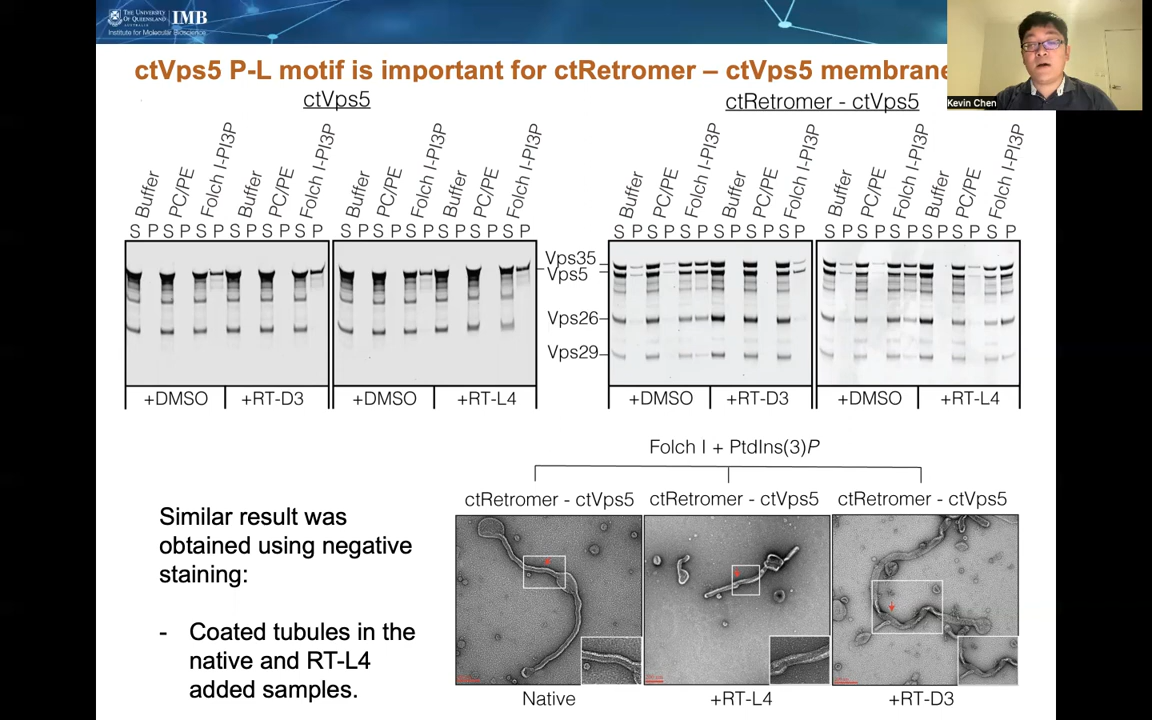 THE UNIVERSITY
OF QUEENSLAND
AUSTRALIA
IMB
Institute for Molecular Bioscience
Kevin Chen
ctVps5 P-L motif is important for ctRetromer – ctVps5 membrane
ctVps5
ctRetromer - ctVps5
Buffer PC/PE Folch I-PI3P Buffer PC/PE Folch I-PI3P Buffer PC/PE Folch I-PI3P Buffer PC/PE Folch I-PI3P
Buffer PC/PE Folch I-PI3P Buffer PC/PE Folch I-PI3P Buffer PC/PE Folch I-PI3P Buffer PC/PE Folch I-PI3P
S P S P S P S P S P S P S P S P S P S P S P S P
S P S P S P S P S P S P S P S P S P S P S P S P
Vps35
Vps5
Vps26
Vps29
+DMSO +RT-D3 +DMSO +RT-L4
+DMSO +RT-D3 +DMSO +RT-L4
Folch I + PtdIns(3)P
ctRetromer - ctVps5 ctRetromer - ctVps5 ctRetromer - ctVps5
Similar result was
obtained using negative
staining:
- Coated tubules in the
native and RT-L4
added samples.
Native +RT-L4 +RT-D3